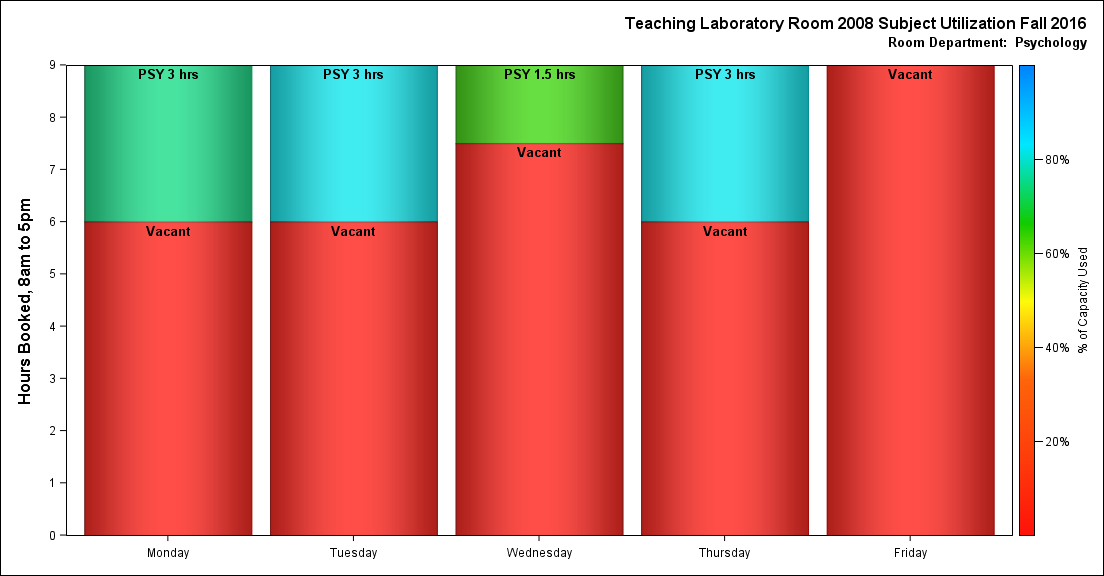 Teaching Laboratory Room 2008 Subject Utilization Fall 2016
Room Department: Psychology
Hours Booked, 8am to 5pm
9
8
7
6
5
4
3
2
1
0
PSY 3 hrs
PSY 3 hrs
PSY 1.5 hrs
PSY 3 hrs
Vacant
Vacant
Vacant
Vacant
Vacant
Monday
Tuesday
Wednesday
Thursday
Friday
80%
60%
40%
20%
% of Capacity Used